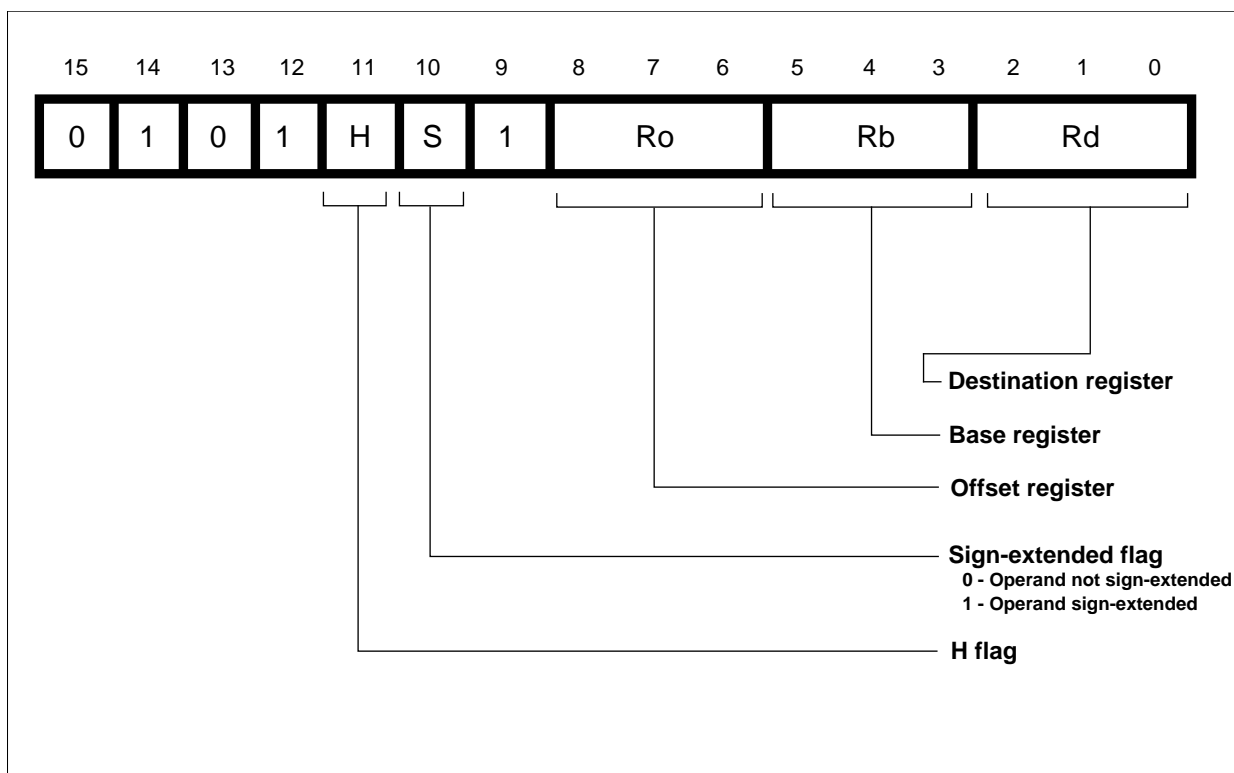 15 14 13 12 11 10 9 8 7 6 5 4 3 2 1 0
0 1 0 1 H S 1 Ro Rb Rd
Destination register
Base register
Offset register
Sign-extended flag
0 - Operand not sign-extended
1 - Operand sign-extended
H flag